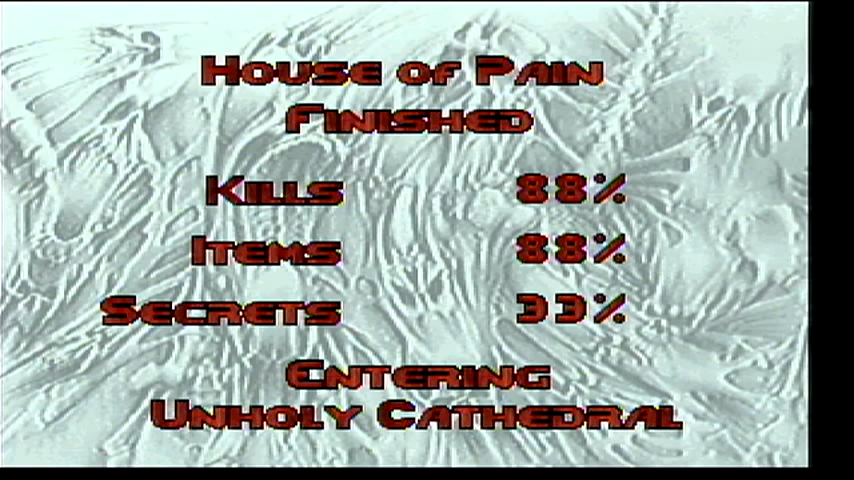 House of Pain
Finished
Kills 88%
Items 88%
Secrets 33%
Entering
Unholy Cathedral